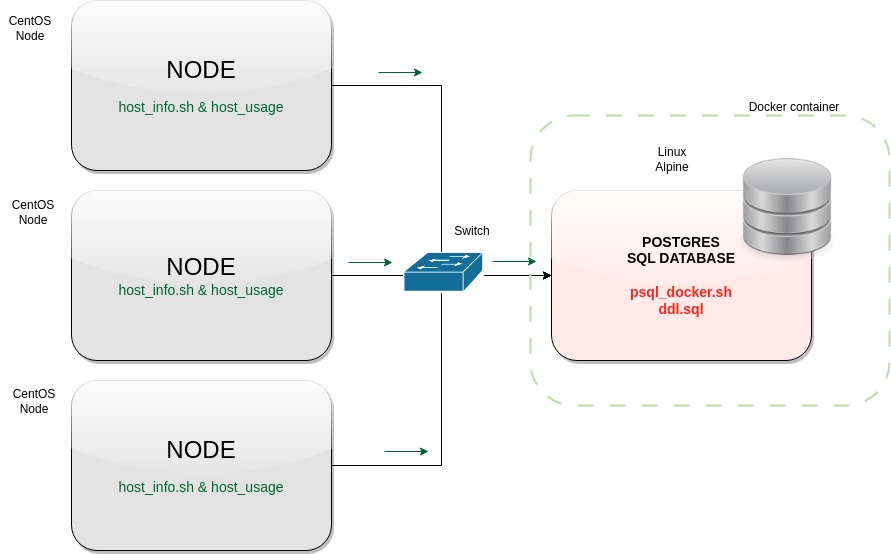 CentOS
Node
NODE
host_info.sh & host_usage
CentOS
Node
NODE
host_info.sh & host_usage
CentOS
Node
NODE
host_info.sh & host_usage
Switch
Docker container
Linux
Alpine
POSTGRES
SQL DATABASE
psql_docker.sh
ddl.sql